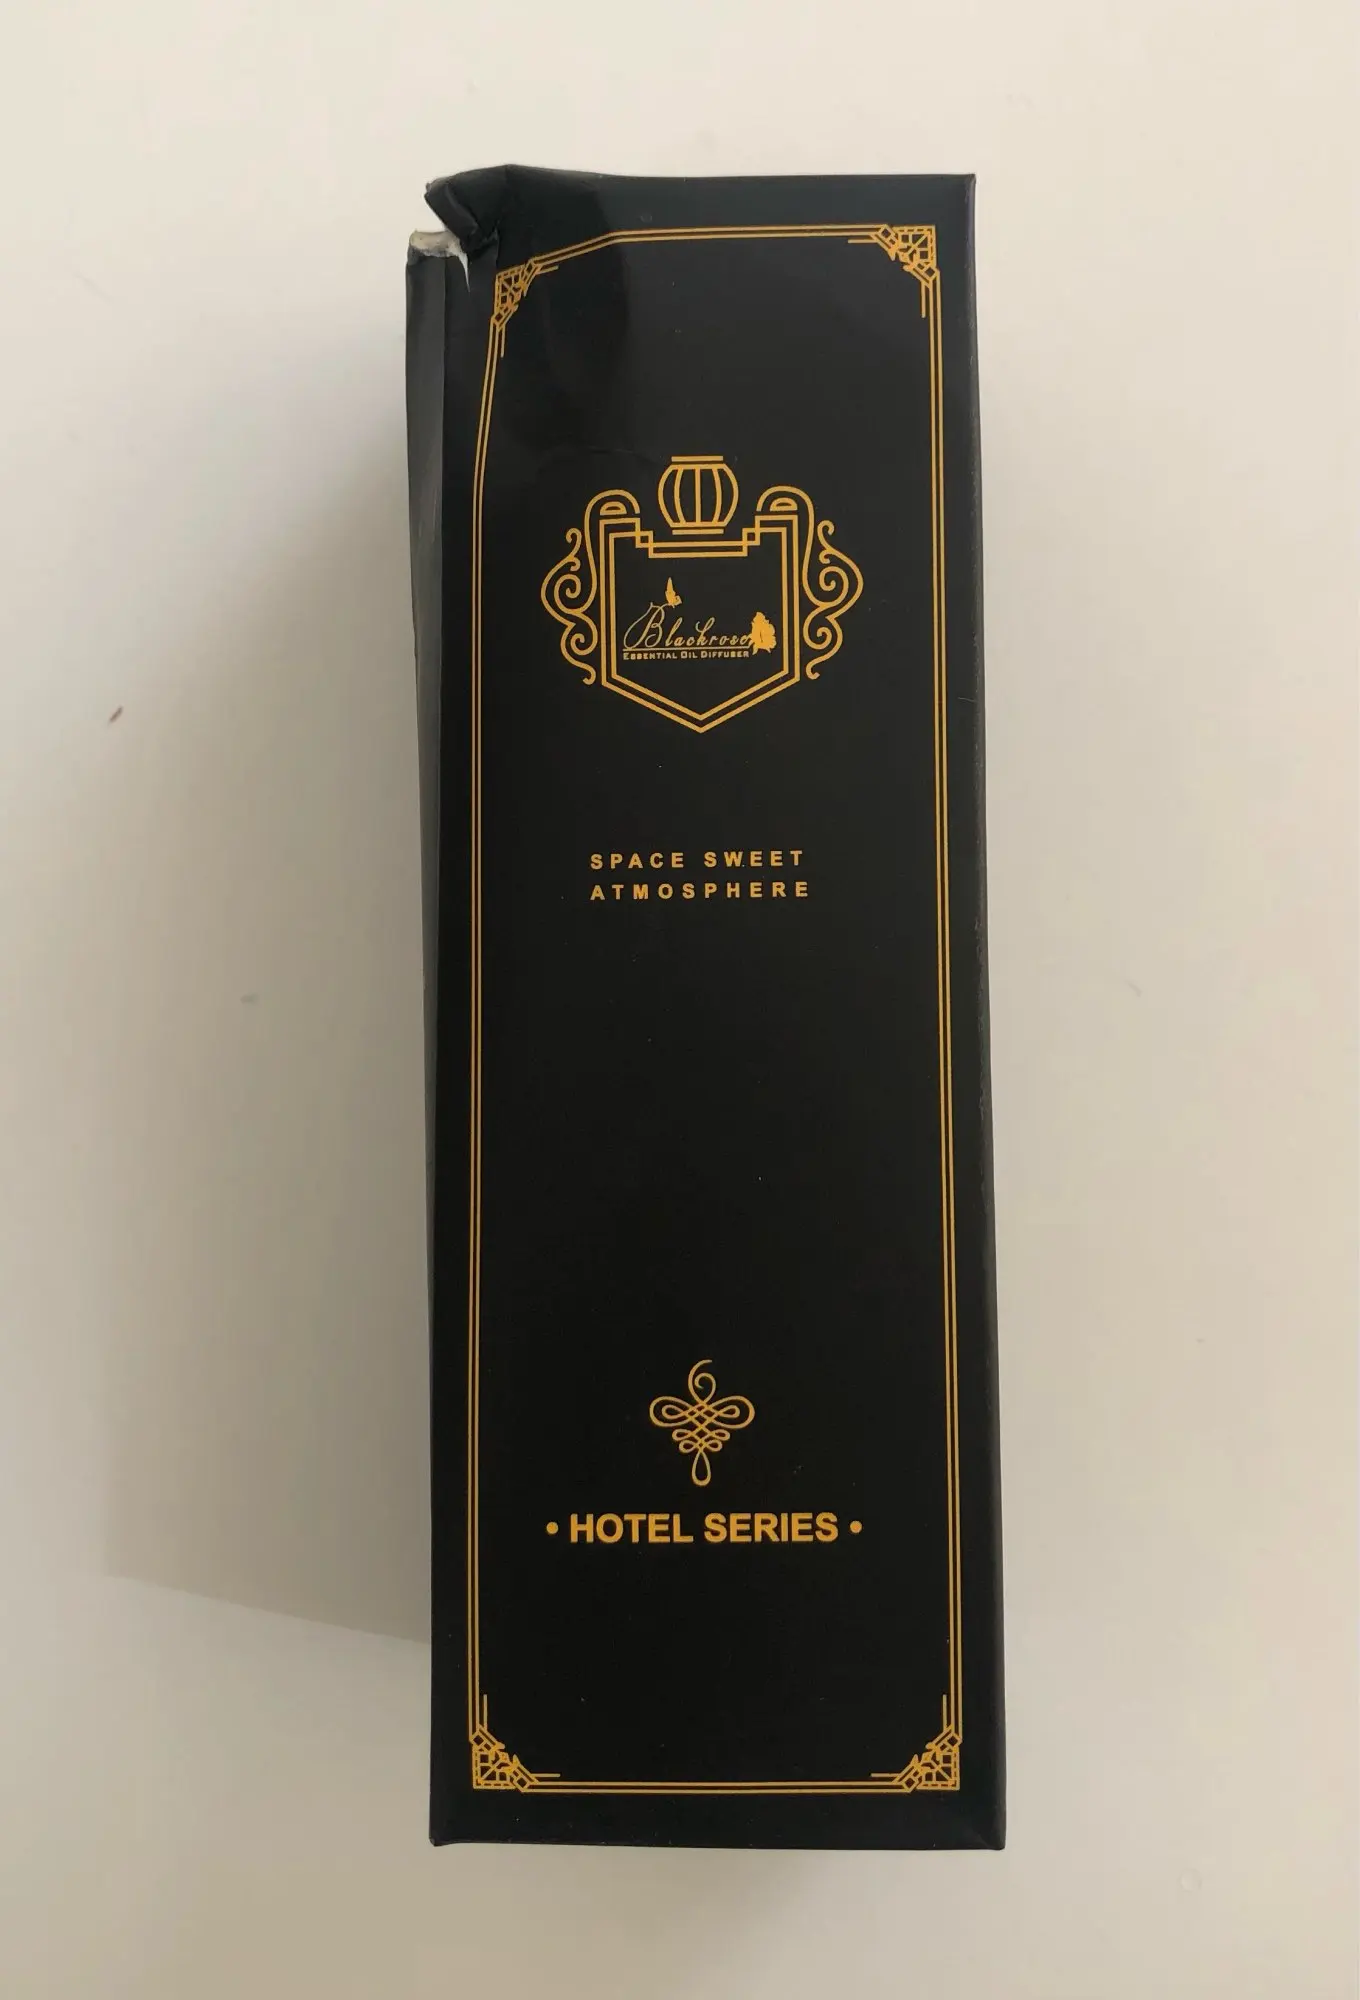 Blackrose
ESSENTIAL OIL DIFFUSER
SPACE SWEET
ATMOSPHERE
• HOTEL SERIES •